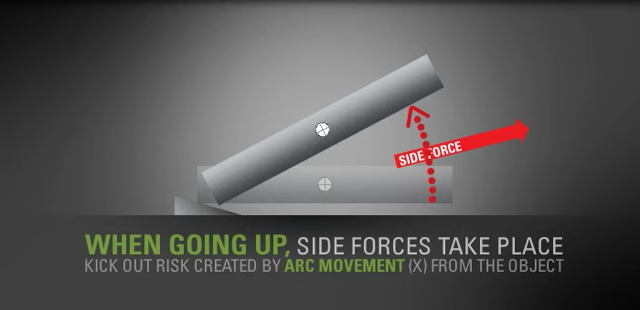 SIDE FORCE
WHEN GOING UP, SIDE FORCES TAKE PLACE
KICK OUT RISK CREATED BY ARC MOVEMENT (X) FROM THE OBJECT